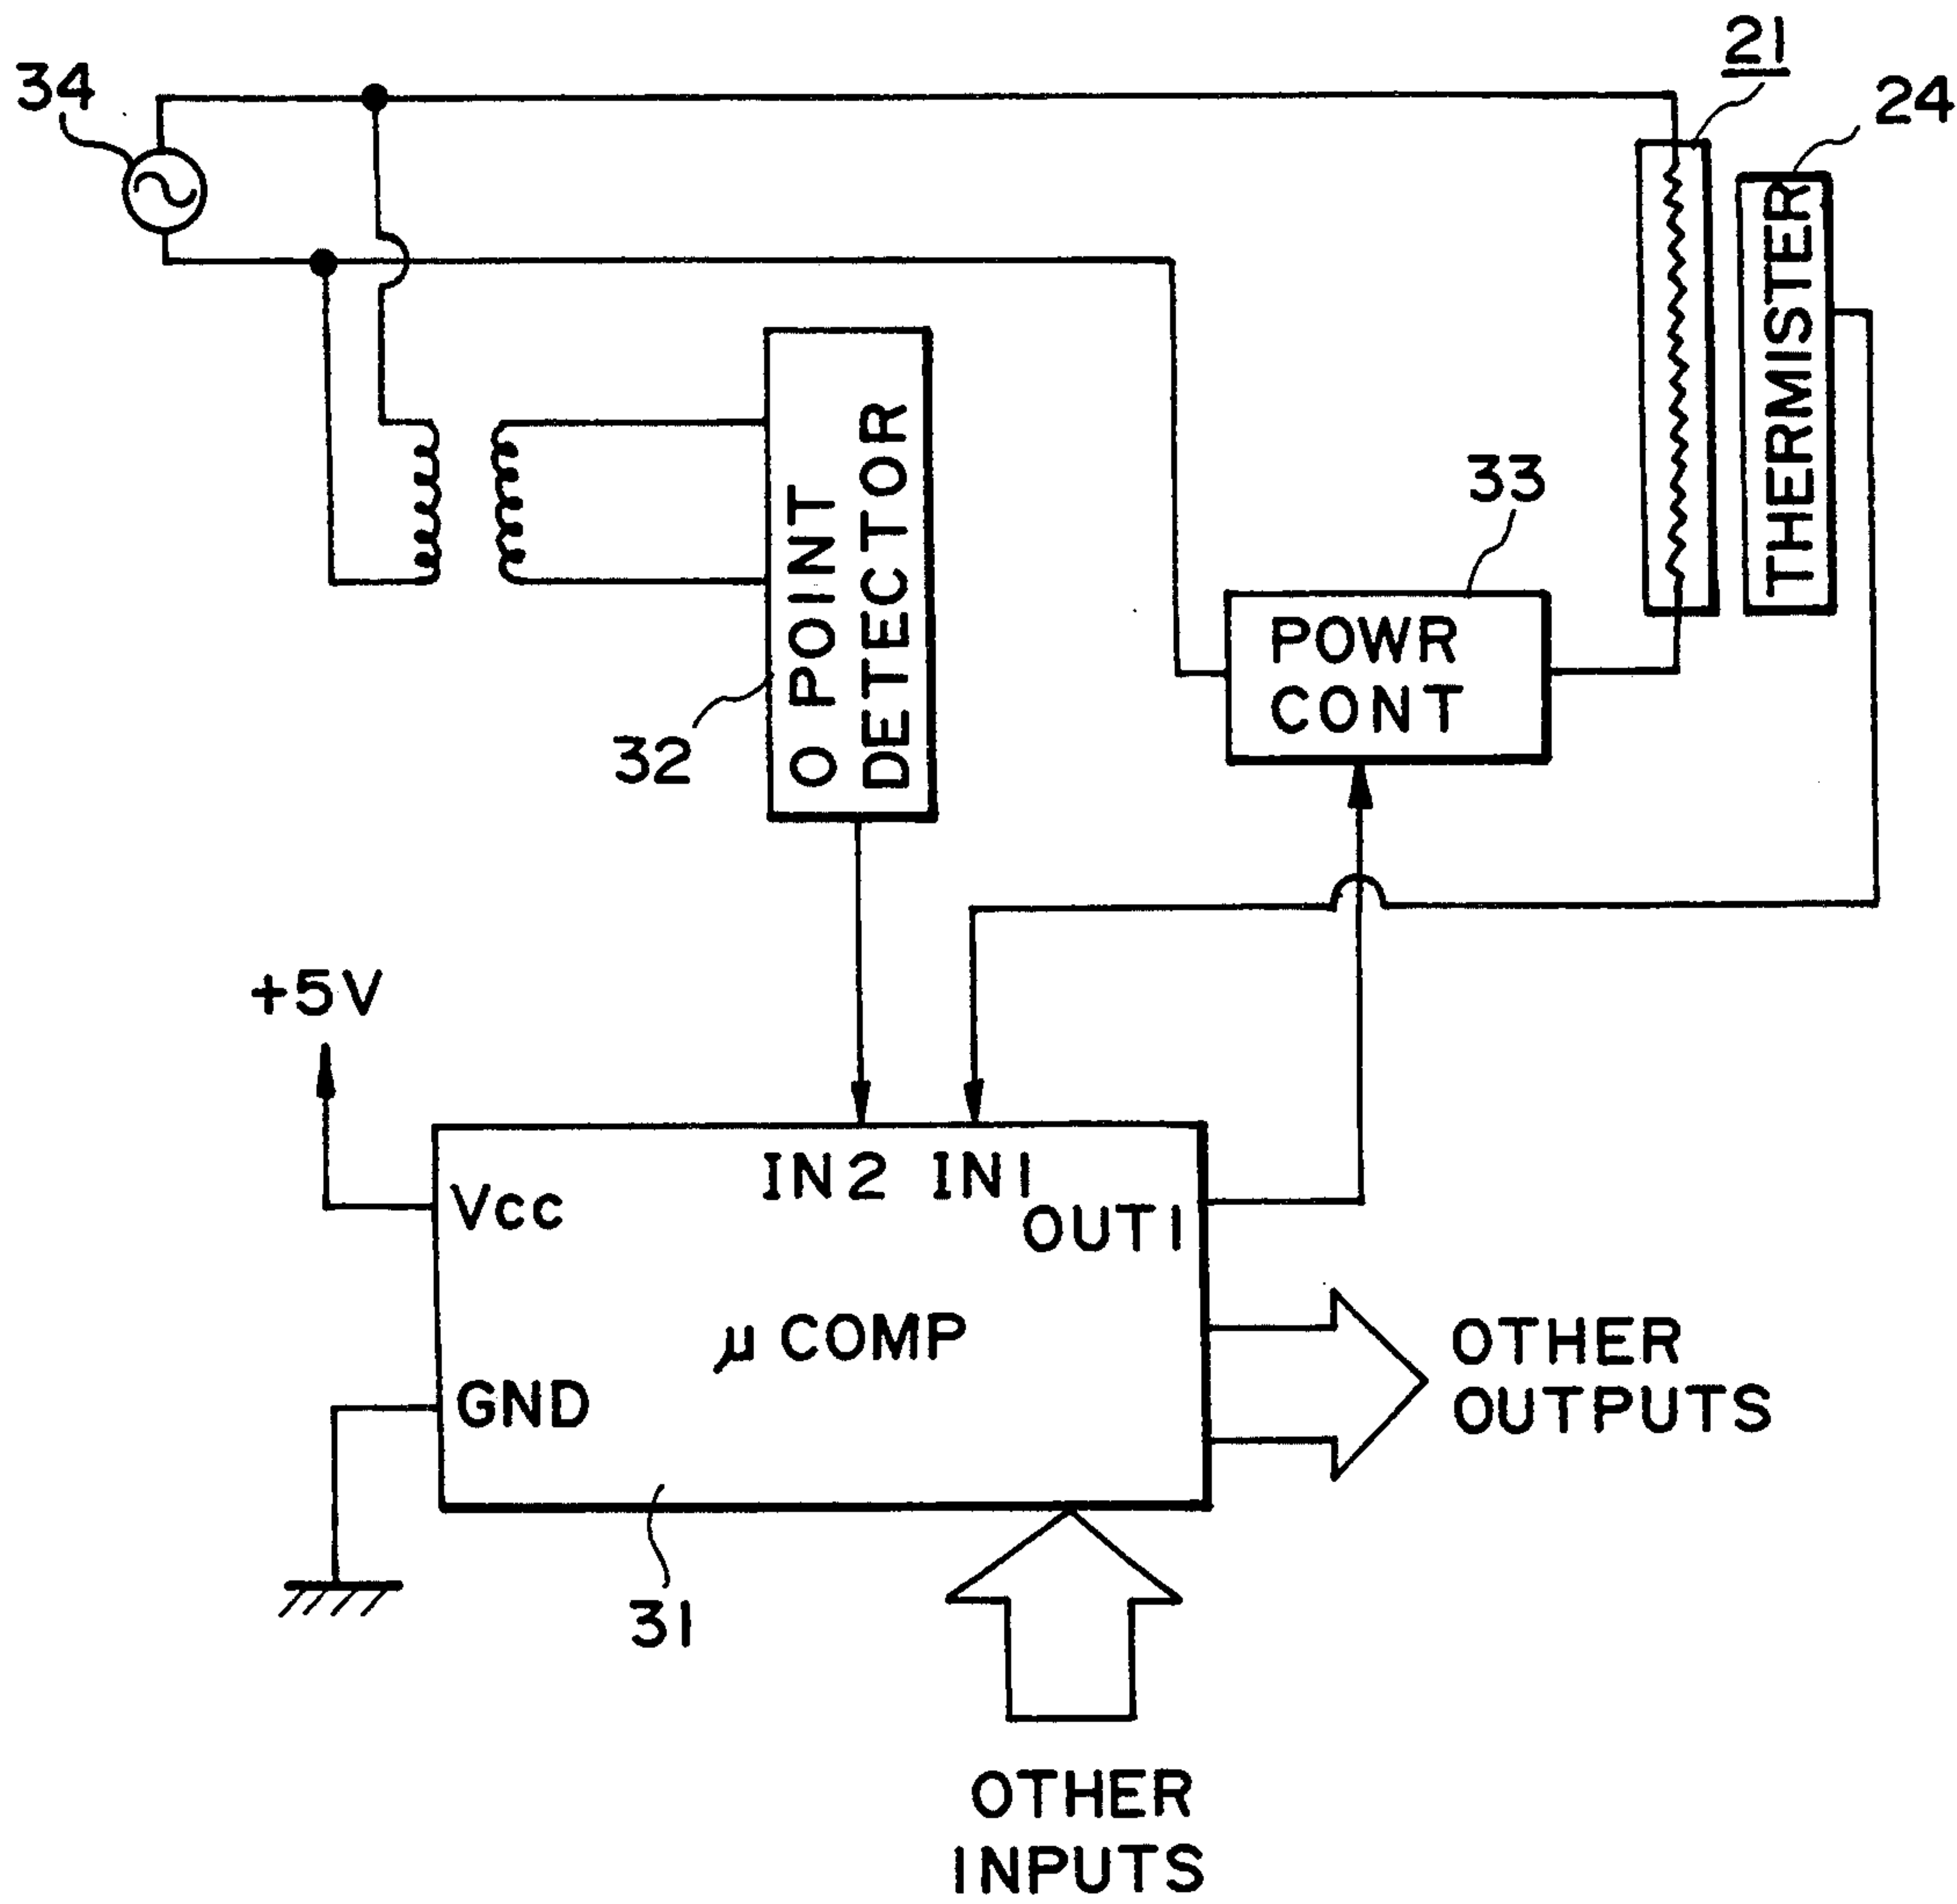 34
21
24
THERMISTER
O POINT
DETECTOR
32
33
POWR
CONT
+5V
Vcc
IN2 IN1
OUT1
μ COMP
GND
31
OTHER
OUTPUTS
OTHER
INPUTS